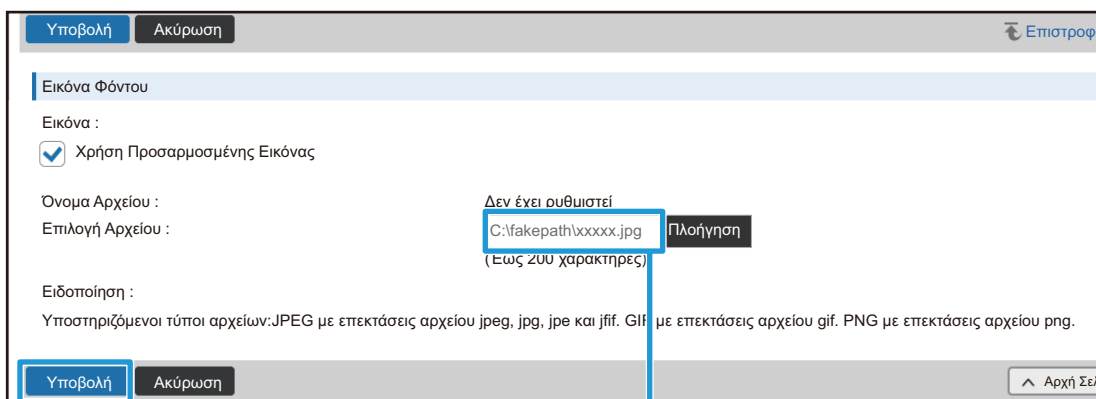 Υποβολή Ακύρωση Επιστροφ
Εικόνα Φόντου
Εικόνα :
Χρήση Προσαρμοσμένης Εικόνας
Όνομα Αρχείου : Δεν έχει ρυθμιστεί
Επιλογή Αρχείου : C:\fakepath\xxxxx.jpg Πλοήγηση
(Έως 200 χαρακτήρες)
Ειδοποίηση :
Υποστηριζόμενοι τύποι αρχείων:JPEG με επεκτάσεις αρχείου jpeg, jpg, jpe και jfif. GIF με επεκτάσεις αρχείου gif. PNG με επεκτάσεις αρχείου png.
Υποβολή Ακύρωση Αρχή Σελ